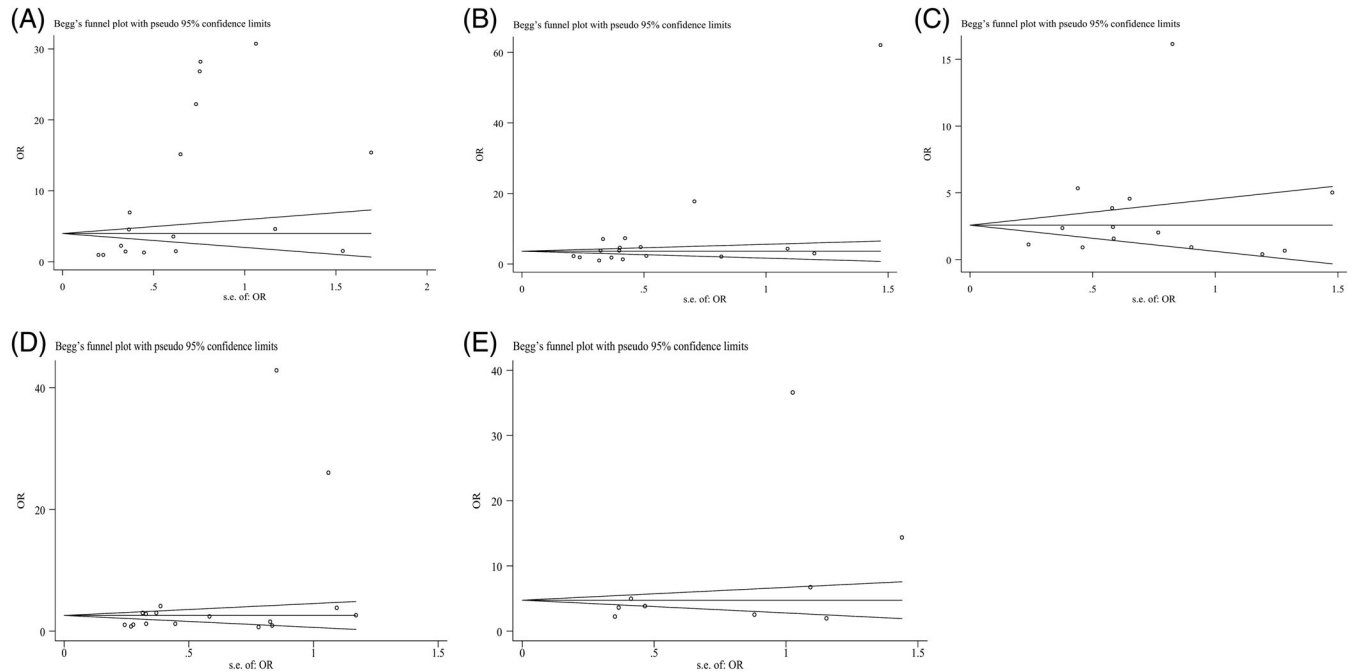 (A)
Begg's funnel plot with pseudo 95% confidence limits
30
20
10
0
OR
0 .5 1 1.5 2
s.e. of: OR
(B)
Begg's funnel plot with pseudo 95% confidence limits
60
40
20
0
OR
0 .5 1 1.5
s.e. of: OR
(C)
Begg's funnel plot with pseudo 95% confidence limits
15
10
5
0
OR
0 .5 1 1.5
s.e. of: OR
(D)
Begg's funnel plot with pseudo 95% confidence limits
40
20
0
OR
0 .5 1 1.5
s.e. of: OR
(E)
Begg's funnel plot with pseudo 95% confidence limits
40
30
20
10
0
OR
0 .5 1 1.5
s.e. of: OR